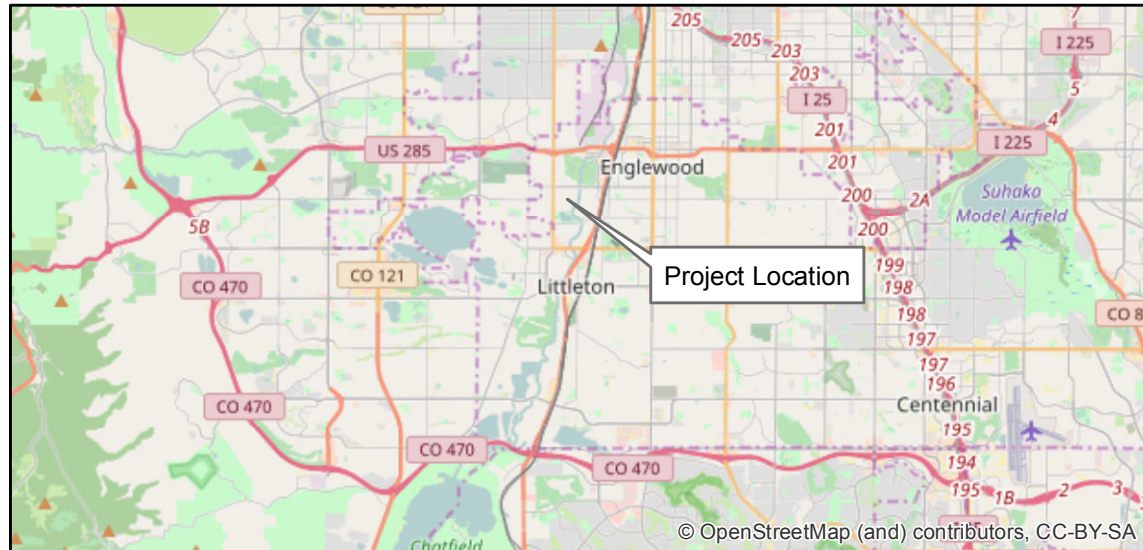 205
205
203
203
I 225
5
I 25
4
I 225
201
US 285
201
Englewood
200
2A
Suhaka
Model Airfield
200
5B
Project Location
199
CO 470
CO 121
Littleton
198
198
197
197
196
CO 470
Centennial
195
CO 470
194
CO 470
195
1B
2
3
Chatfield
© OpenStreetMap (and) contributors, CC-BY-SA